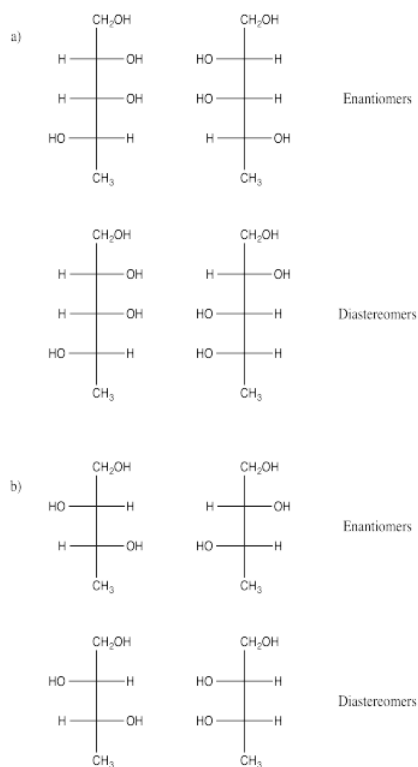 a)
CH2OH CH2OH
H OH HO H
H OH HO H Enantiomers
HO H H OH
CH3 CH3
CH2OH CH2OH
H OH H OH
H OH HO H Diastereomers
HO H HO H
CH3 CH3
b)
CH2OH CH2OH
HO H H OH
Enantiomers
H OH HO H
CH3 CH3
CH2OH CH2OH
HO H HO H
Diastereomers
H OH HO H
CH3 CH3